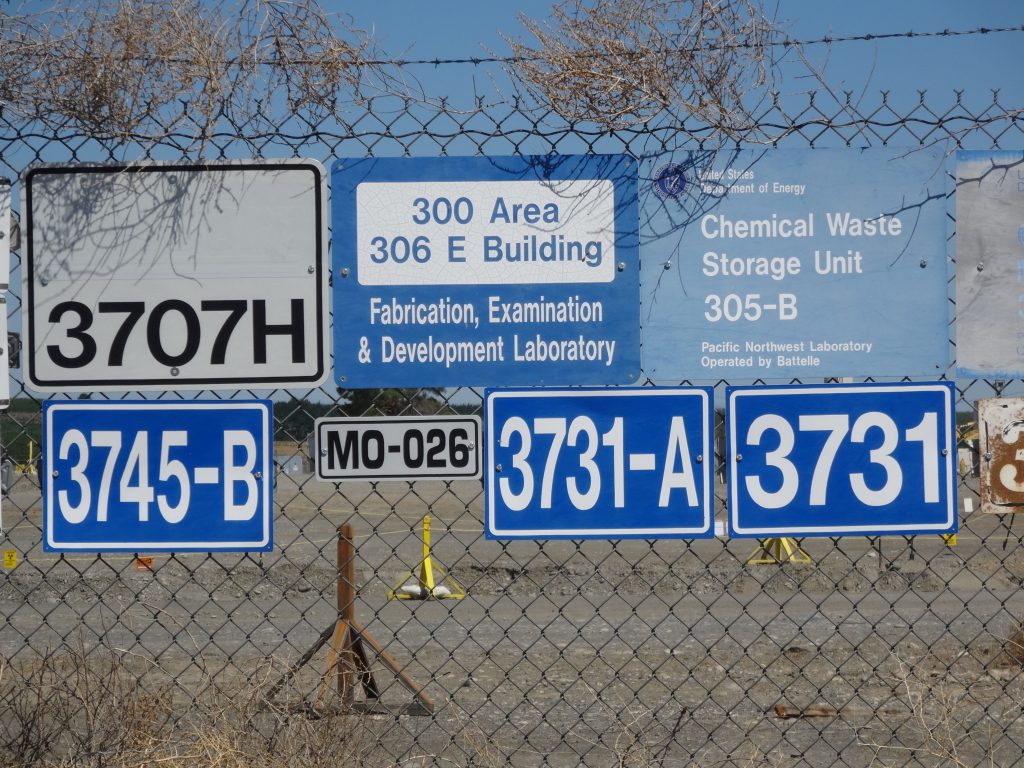 3707H
300 Area
306 E Building
Fabrication, Examination
& Development Laboratory
United States
Department of Energy
Chemical Waste
Storage Unit
305-B
Pacific Northwest Laboratory
Operated by Battelle
3745-B
MO-026
3731-A
3731
3